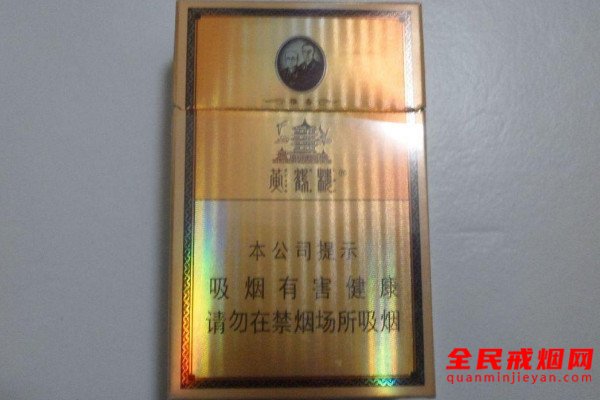 黄鹤楼®
本公司提示
吸烟有害健康
请勿在禁烟场所吸烟
全民戒烟网
quanminjieyan.com